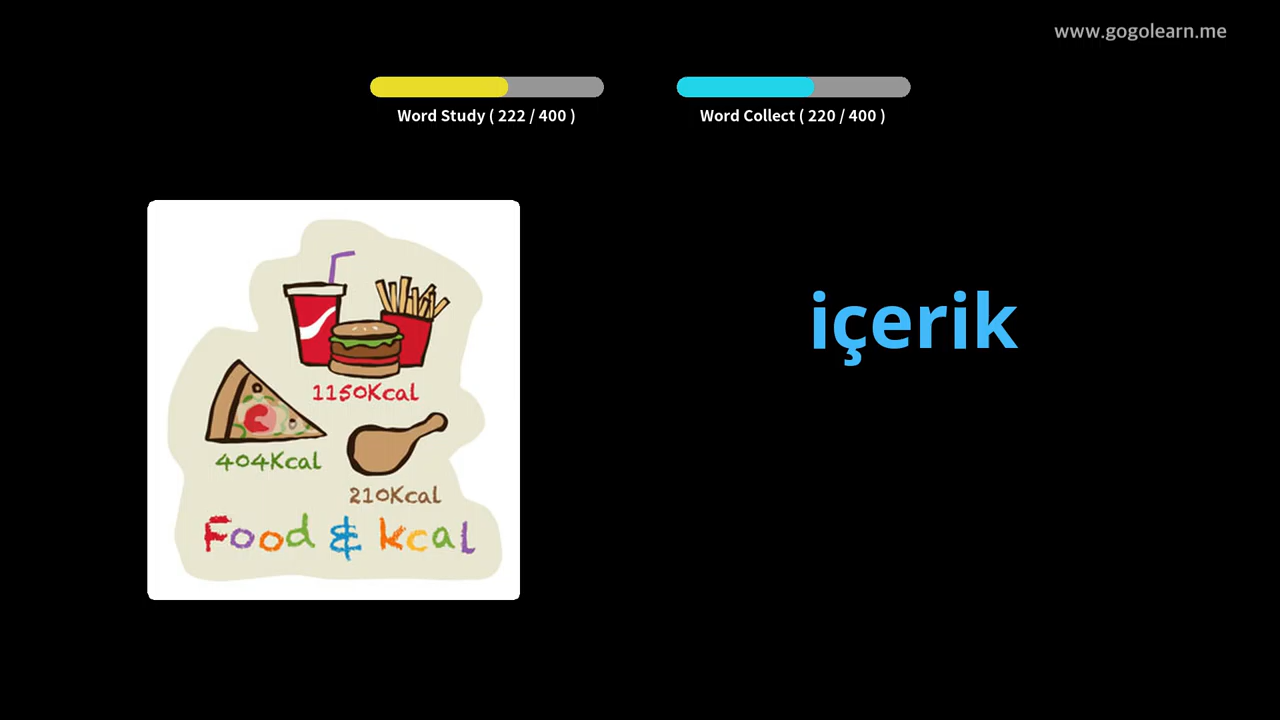 www.gogolearn.me
Word Study ( 222 / 400 )
Word Collect ( 220 / 400 )
içerik
1150Kcal
404Kcal
210Kcal
Food & kcal